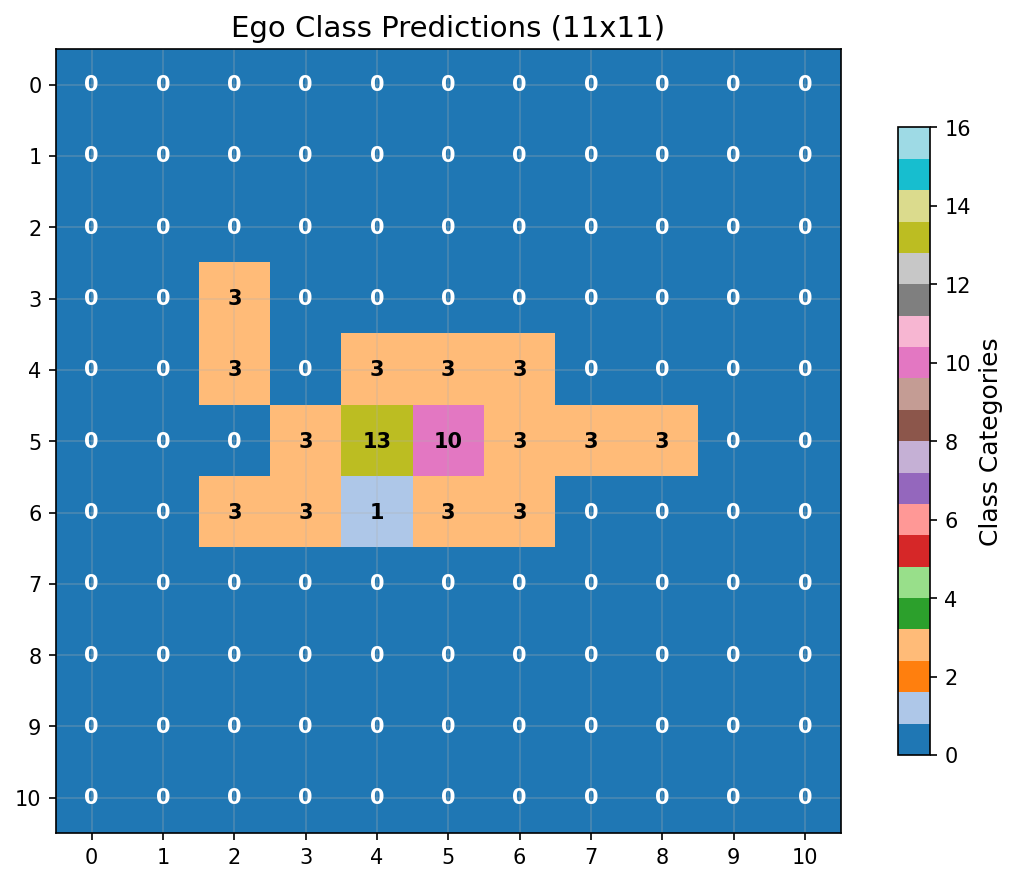 Ego Class Predictions (11x11)
0 0 0 0 0 0 0 0 0 0 0 0
1 0 0 0 0 0 0 0 0 0 0 0
2 0 0 0 0 0 0 0 0 0 0 0
3 0 0 3 0 0 0 0 0 0 0 0
4 0 0 3 0 3 3 3 0 0 0 0
5 0 0 0 3 13 10 3 3 3 0 0
6 0 0 3 3 1 3 3 0 0 0 0
7 0 0 0 0 0 0 0 0 0 0 0
8 0 0 0 0 0 0 0 0 0 0 0
9 0 0 0 0 0 0 0 0 0 0 0
10 0 0 0 0 0 0 0 0 0 0 0
0 1 2 3 4 5 6 7 8 9 10
16
14
12
10
8
6
4
2
0
Class Categories